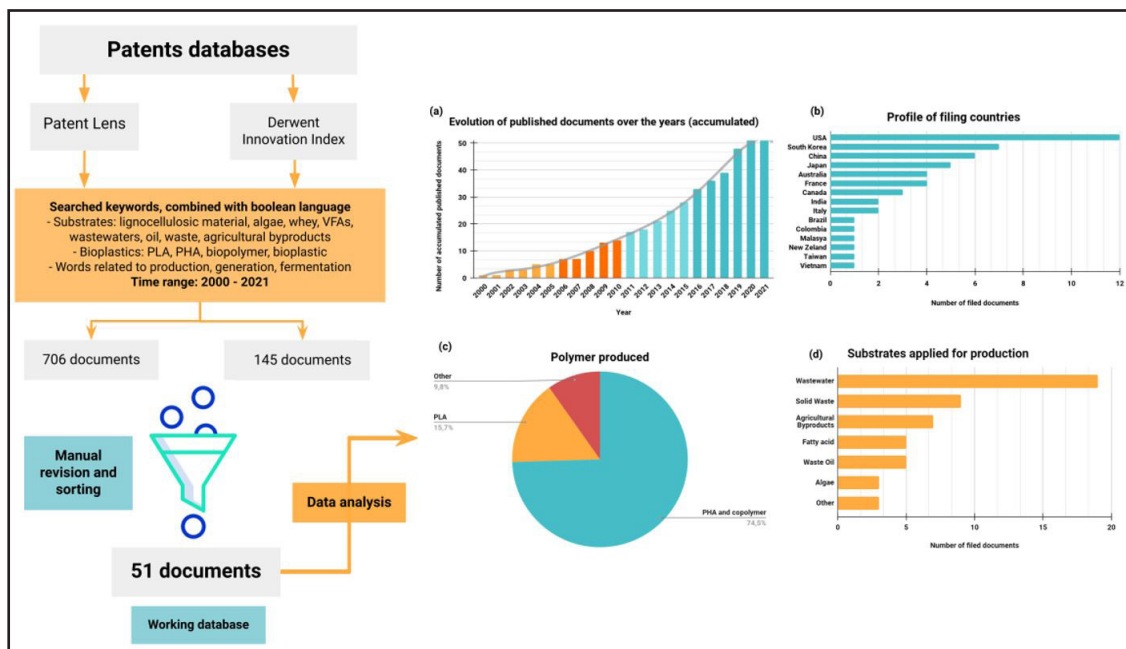 Patents databases
Patent Lens
Derwent
Innovation Index
Searched keywords, combined with boolean language
- Substrates: lignocellulosic material, algae, whey, VFAs,
wastewaters, oil, waste, agricultural byproducts
- Bioplastics: PLA, PHA, biopolymer, bioplastic
- Words related to production, generation, fermentation
Time range: 2000 - 2021
706 documents
145 documents
Manual
revision and
sorting
Data analysis
51 documents
Working database
(a)
Evolution of published documents over the years (accumulated)
Number of accumulated published documents
50
40
30
20
10
0
2000
2001
2002
2003
2004
2005
2006
2007
2008
2009
2010
2011
2012
2013
2014
2015
2016
2017
2018
2019
2020
2021
Year
(b)
Profile of filing countries
USA
South Korea
China
Japan
Australia
France
Canada
India
Italy
Brazil
Colombia
Malasya
New Zeland
Taiwan
Vietnam
0
2
4
6
8
10
12
Number of filed documents
(c)
Polymer produced
Other
9,8%
PLA
15,7%
PHA and copolymer
74,5%
(d)
Substrates applied for production
Wastewater
Solid Waste
Agricultural
Byproducts
Fatty acid
Waste Oil
Algae
Other
0
5
10
15
20
Number of filed documents